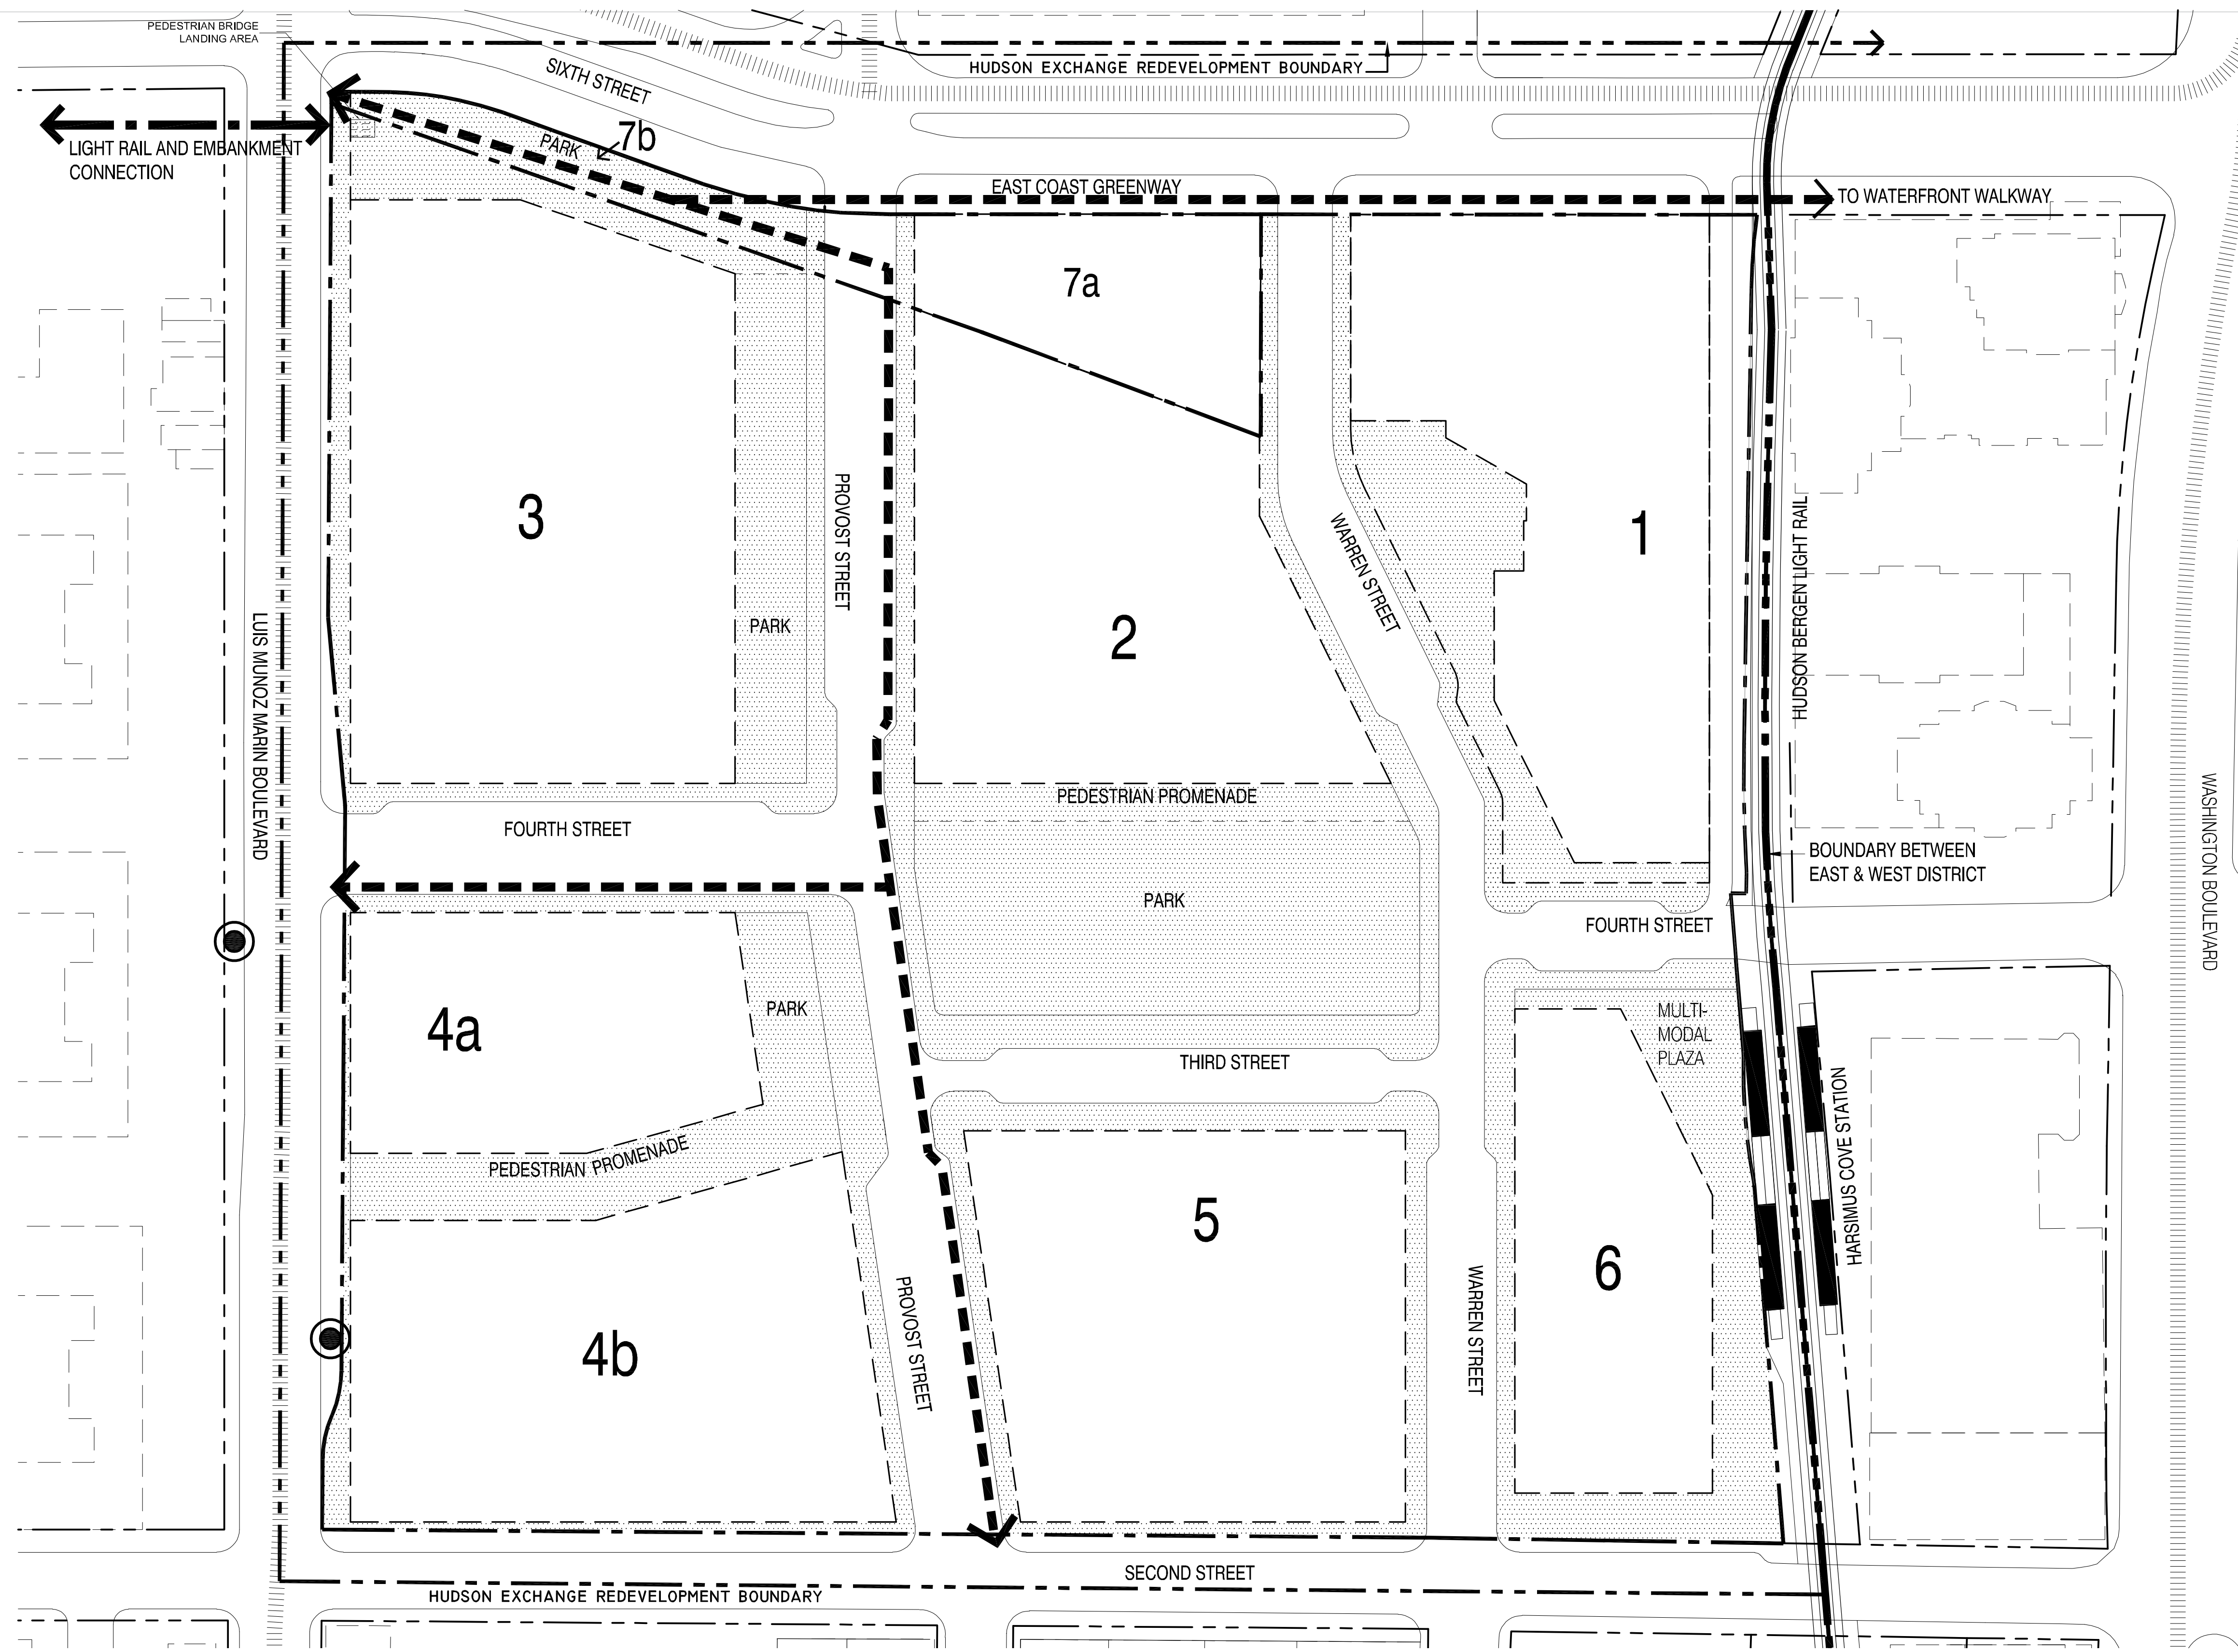 PEDESTRIAN BRIDGE
LANDING AREA
HUDSON EXCHANGE REDEVELOPMENT BOUNDARY
SIXTH STREET
LIGHT RAIL AND EMBANKMENT
CONNECTION
PARK
7b
EAST COAST GREENWAY
TO WATERFRONT WALKWAY
7a
3
PROVOST STREET
2
WARREN STREET
1
HUDSON BERGEN LIGHT RAIL
PARK
LUIS MUNOZ MARIN BOULEVARD
PEDESTRIAN PROMENADE
FOURTH STREET
BOUNDARY BETWEEN
EAST & WEST DISTRICT
WASHINGTON BOULEVARD
PARK
FOURTH STREET
4a
PARK
MULTI-
MODAL
PLAZA
THIRD STREET
HARSIMUS COVE STATION
PEDESTRIAN PROMENADE
5
6
4b
PROVOST STREET
WARREN STREET
SECOND STREET
HUDSON EXCHANGE REDEVELOPMENT BOUNDARY